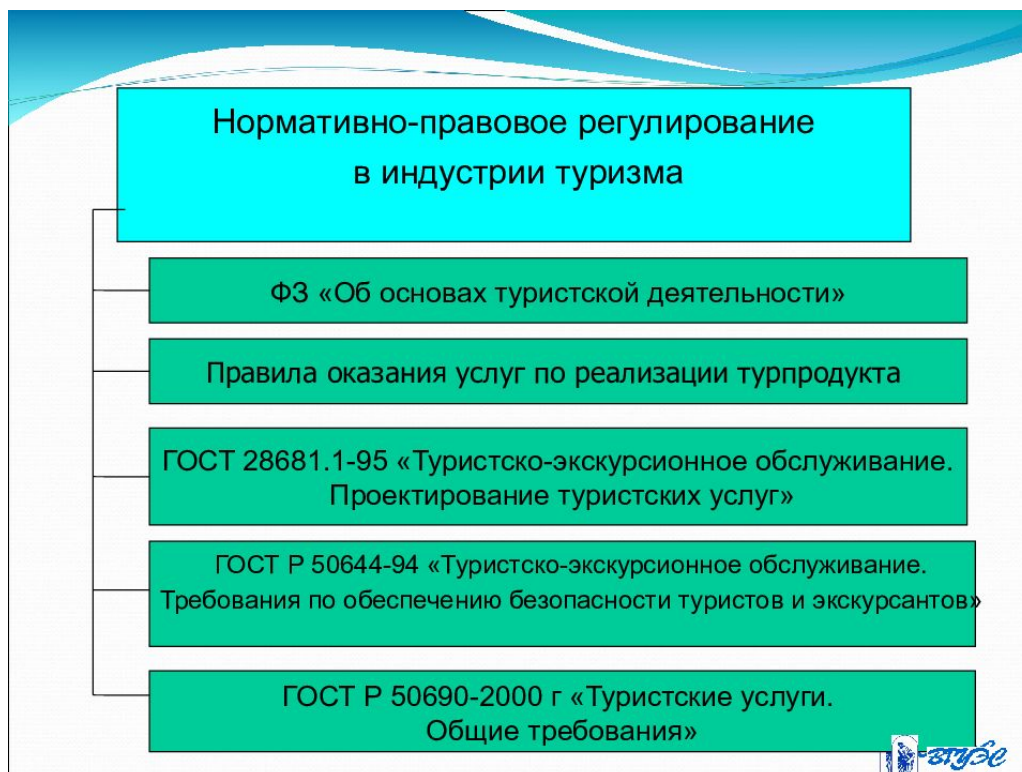 Нормативно-правовое регулирование
в индустрии туризма
ФЗ «Об основах туристской деятельности»
Правила оказания услуг по реализации турпродукта
ГОСТ 28681.1-95 «Туристско-экскурсионное обслуживание.
Проектирование туристских услуг»
ГОСТ Р 50644-94 «Туристско-экскурсионное обслуживание.
Требования по обеспечению безопасности туристов и экскурсантов»
ГОСТ Р 50690-2000 г «Туристские услуги.
Общие требования»
ВГУЭС